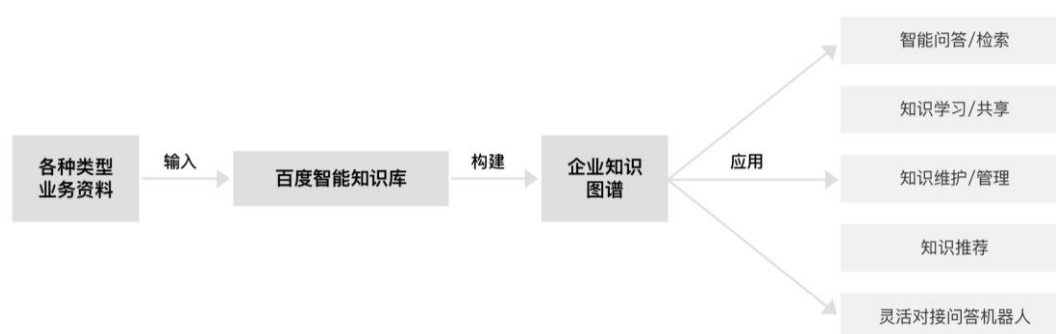 各种类型
业务资料
输入
百度智能知识库
构建
企业知识
图谱
应用
智能问答/检索
知识学习/共享
知识维护/管理
知识推荐
灵活对接问答机器人